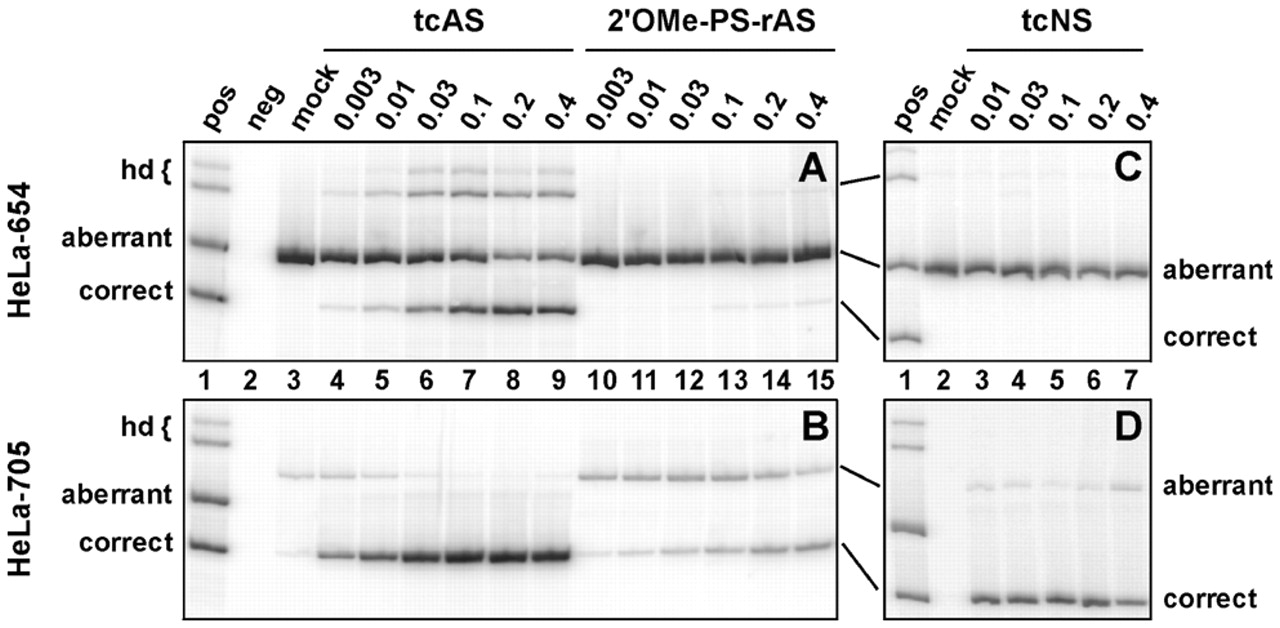 tcAS 2'OMe-PS-rAS tcNS
pos neg mock 0.003 0.01 0.03 0.1 0.2 0.4 0.003 0.01 0.03 0.1 0.2 0.4 pos mock 0.01 0.03 0.1 0.2 0.4
HeLa-654
hd {
aberrant
correct
A
C
aberrant
correct
1 2 3 4 5 6 7 8 9 10 11 12 13 14 15 1 2 3 4 5 6 7
HeLa-705
hd {
aberrant
correct
B
D
aberrant
correct